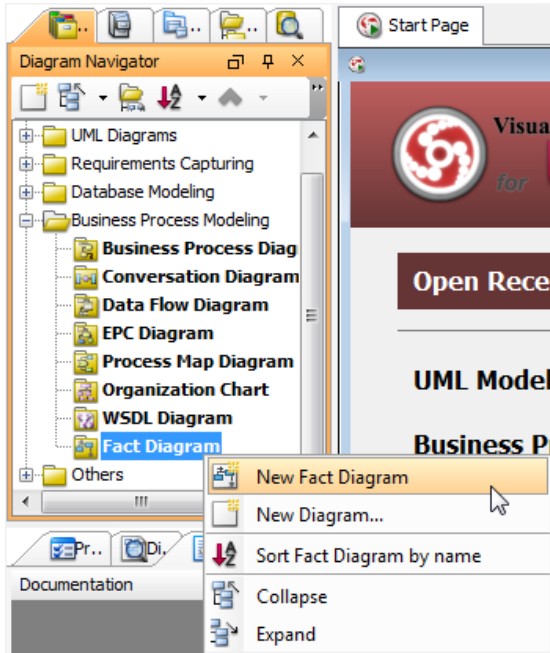 Start Page
Diagram Navigator
UML Diagrams
Requirements Capturing
Database Modeling
Business Process Modeling
Business Process Diag
Conversation Diagram
Data Flow Diagram
EPC Diagram
Process Map Diagram
Organization Chart
WSDL Diagram
Fact Diagram
Others
Visua
for
Open Rece
UML Model
Business P
New Fact Diagram
New Diagram...
Sort Fact Diagram by name
Collapse
Expand
Pr..
Di.
Documentation